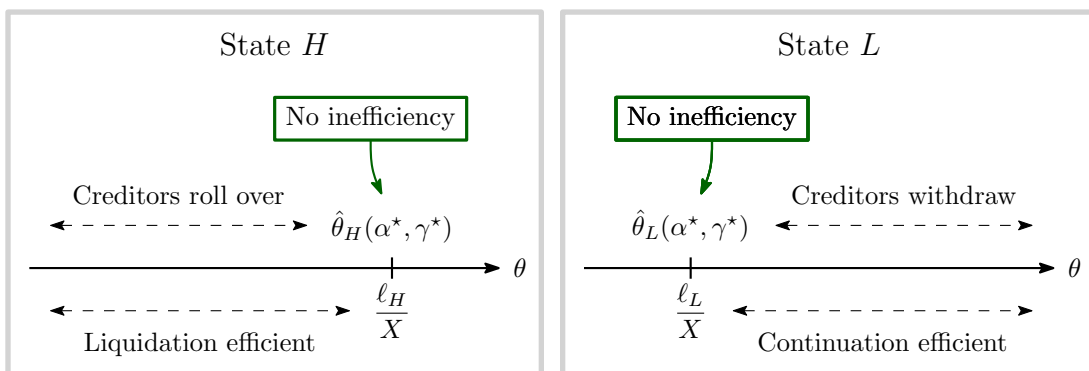 State H
No inefficiency
Creditors roll over
θ̂_H(α*, γ*)
θ
ℓ_H
X
Liquidation efficient
State L
No inefficiency
Creditors withdraw
θ̂_L(α*, γ*)
θ
ℓ_L
X
Continuation efficient